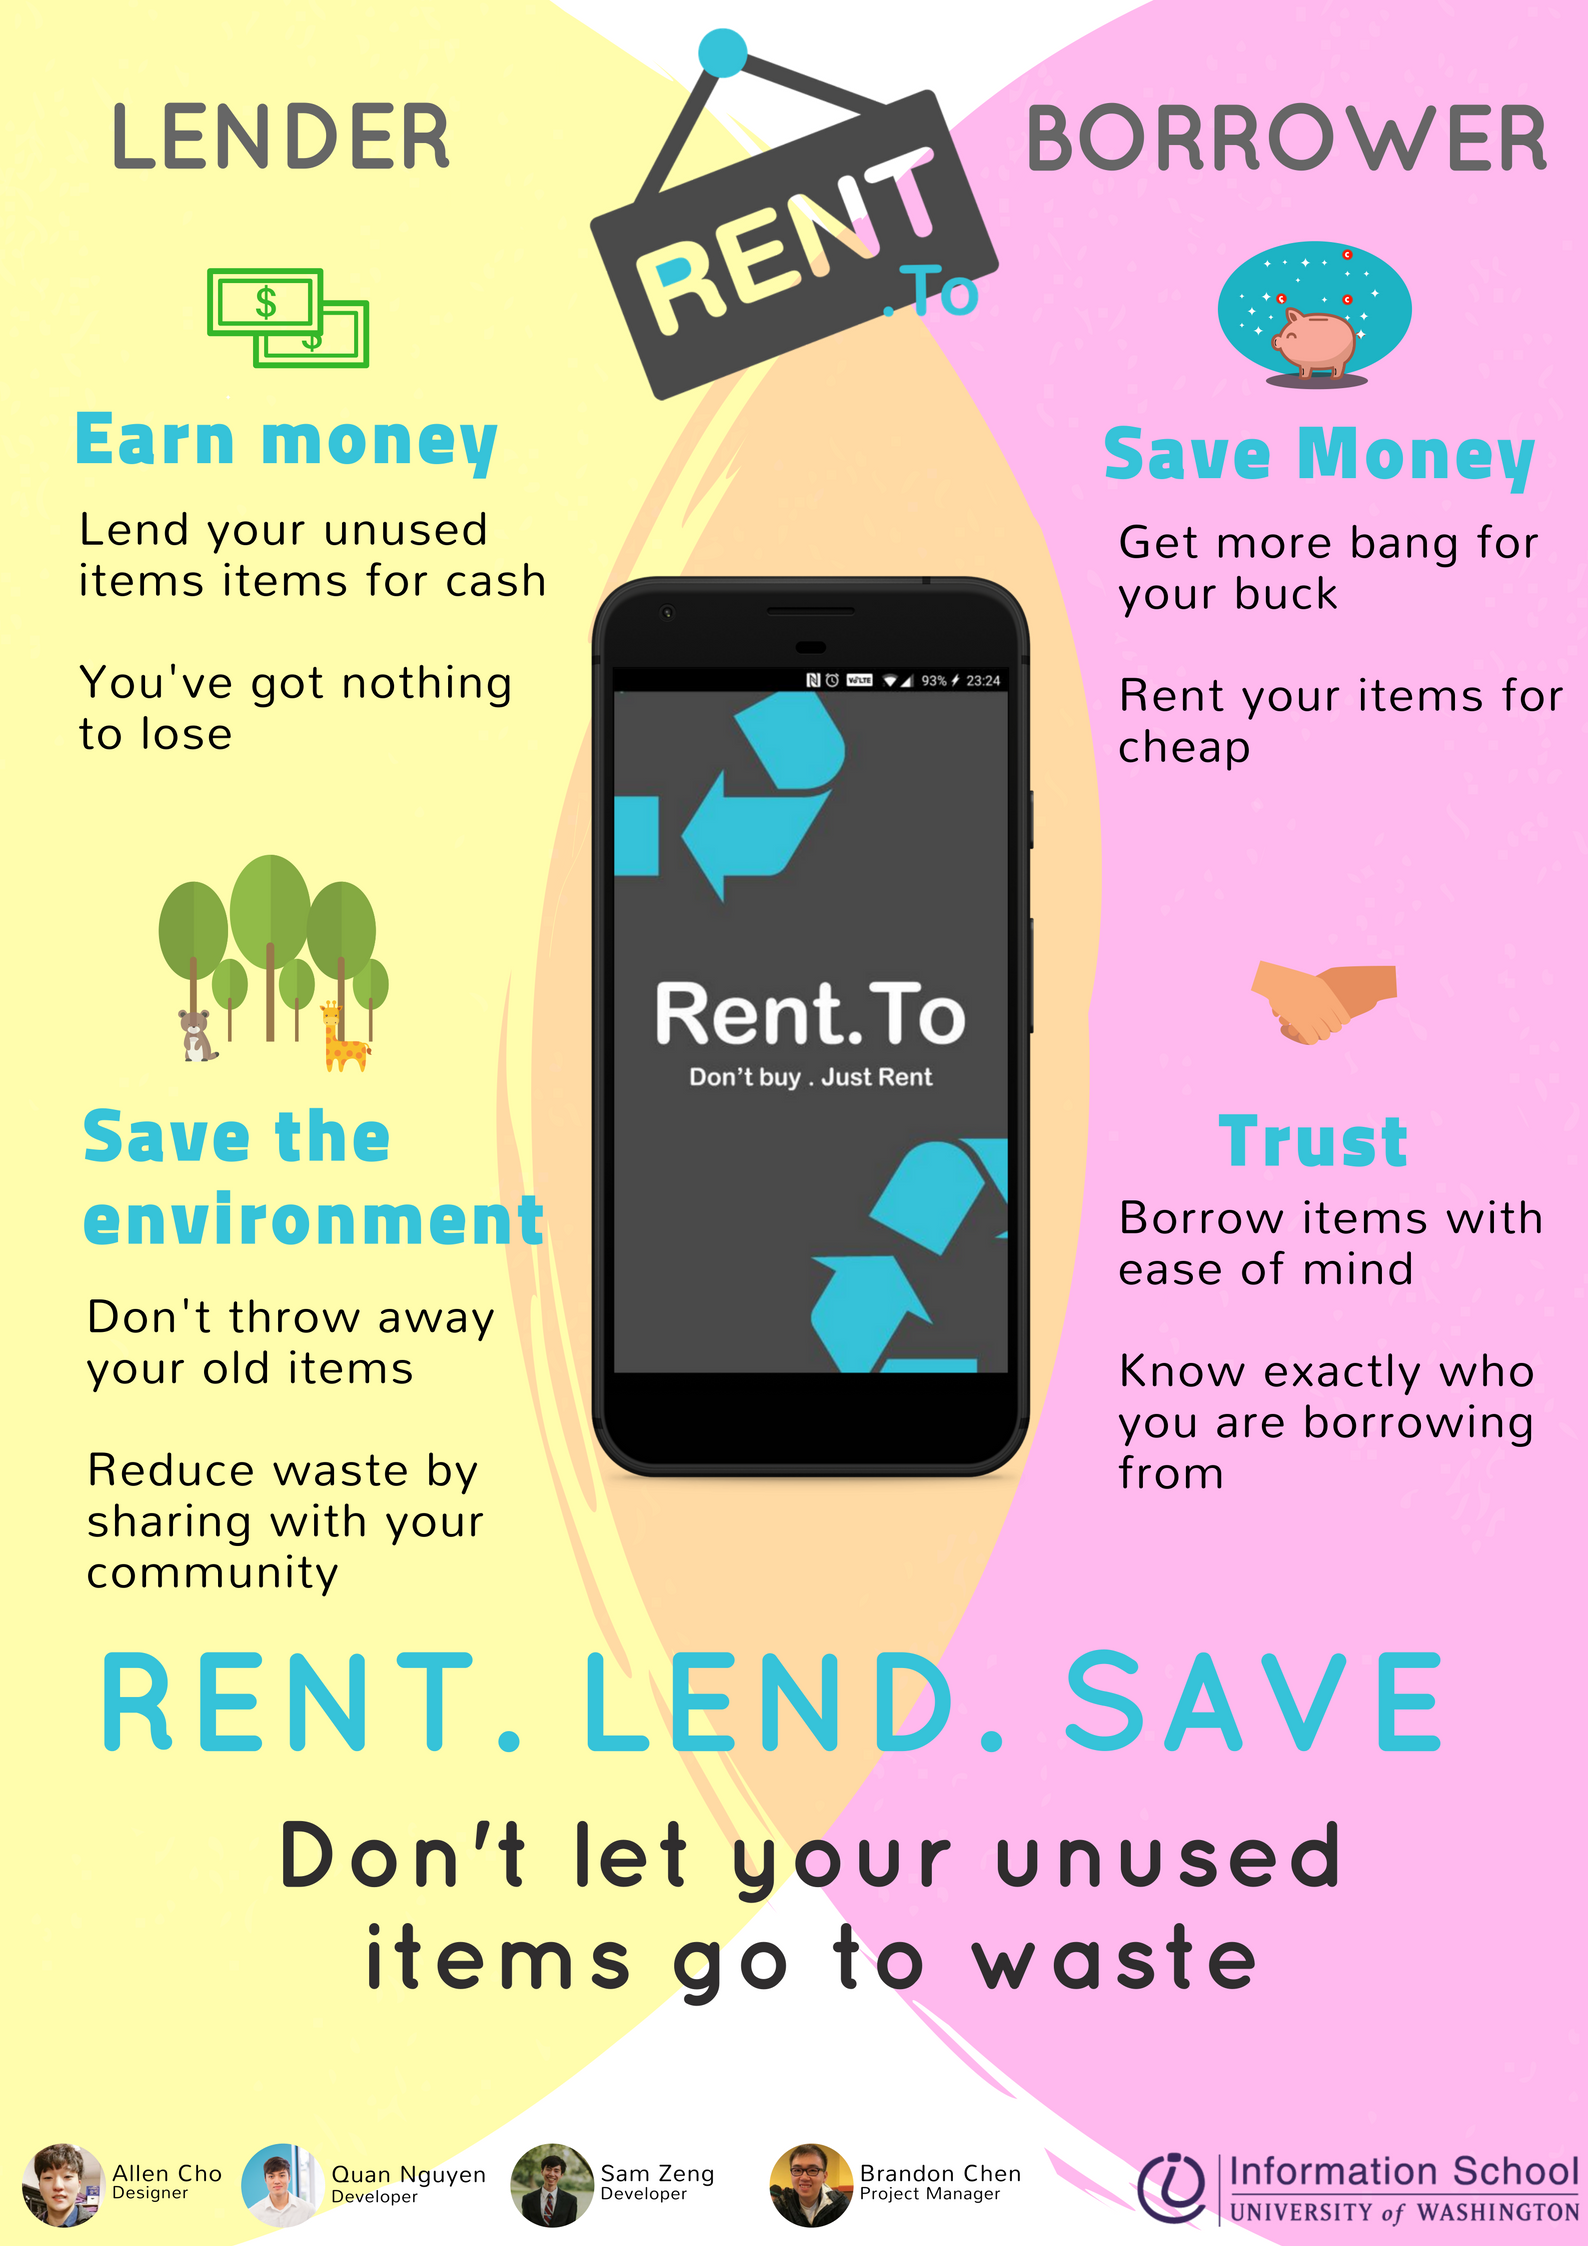 LENDER
BORROWER
RENT
.To
$
$
Earn money
Lend your unused
items items for cash
You've got nothing
to lose
Save the
environment
Don't throw away
your old items
Reduce waste by
sharing with your
community
VoLTE
93% 23:24
Rent.To
Don't buy . Just Rent
Save Money
Get more bang for
your buck
Rent your items for
cheap
Trust
Borrow items with
ease of mind
Know exactly who
you are borrowing
from
RENT. LEND. SAVE
Don't let your unused
items go to waste
Allen Cho
Designer
Quan Nguyen
Developer
Sam Zeng
Developer
Brandon Chen
Project Manager
Information School
UNIVERSITY of WASHINGTON